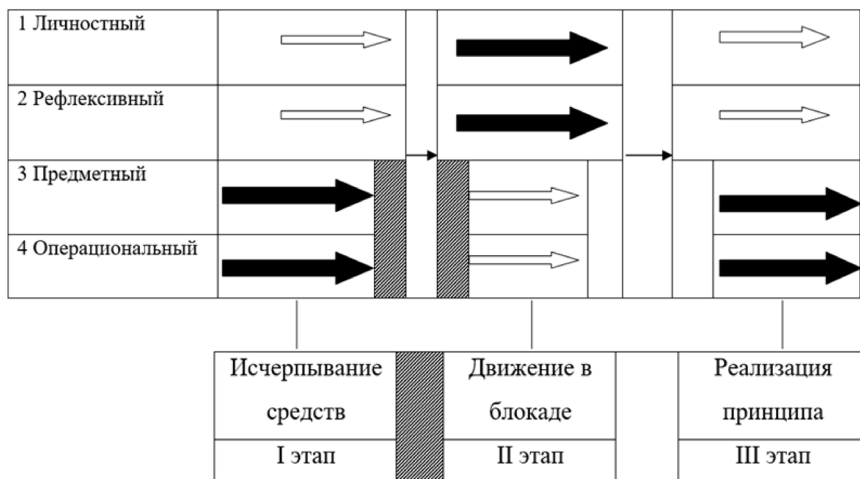 1 Личностный
2 Рефлексивный
3 Предметный
4 Операциональный
Исчерпывание
средств
Движение в
блокаде
Реализация
принципа
I этап
II этап
III этап